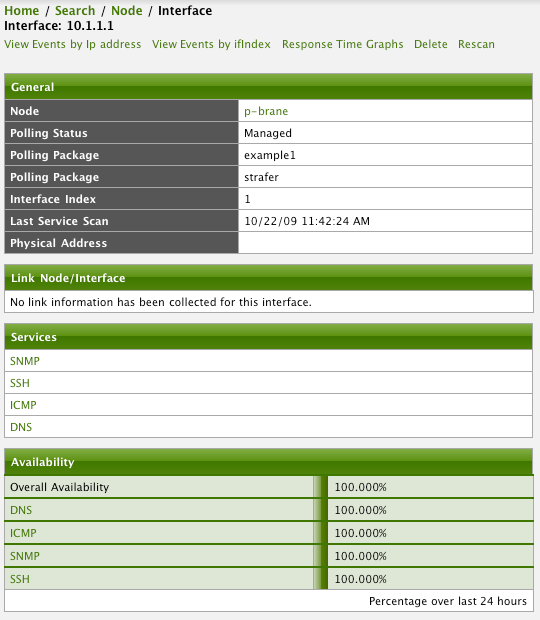 Home / Search / Node / Interface
Interface: 10.1.1.1
View Events by Ip address View Events by ifIndex Response Time Graphs Delete Rescan
General
Node p-brane
Polling Status Managed
Polling Package example1
Polling Package strafer
Interface Index 1
Last Service Scan 10/22/09 11:42:24 AM
Physical Address
Link Node/Interface
No link information has been collected for this interface.
Services
SNMP
SSH
ICMP
DNS
Availability
Overall Availability 100.000%
DNS 100.000%
ICMP 100.000%
SNMP 100.000%
SSH 100.000%
Percentage over last 24 hours